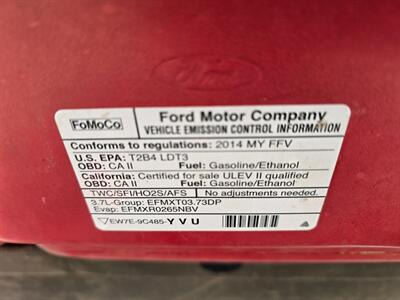 Ford
FoMoCo
Ford Motor Company
VEHICLE EMISSION CONTROL INFORMATION
Conforms to regulations: 2014 MY FFV
U.S. EPA: T2B4 LDT3
OBD: CA II Fuel: Gasoline/Ethanol
California: Certified for sale ULEV II qualified
OBD: CA II Fuel: Gasoline/Ethanol
TWC/SFI/HO2S/AFS No adjustments needed.
3.7L-Group: EFMXT03.73DP
Evap: EFMXR0265NBV
EW7E-9C485-YVU